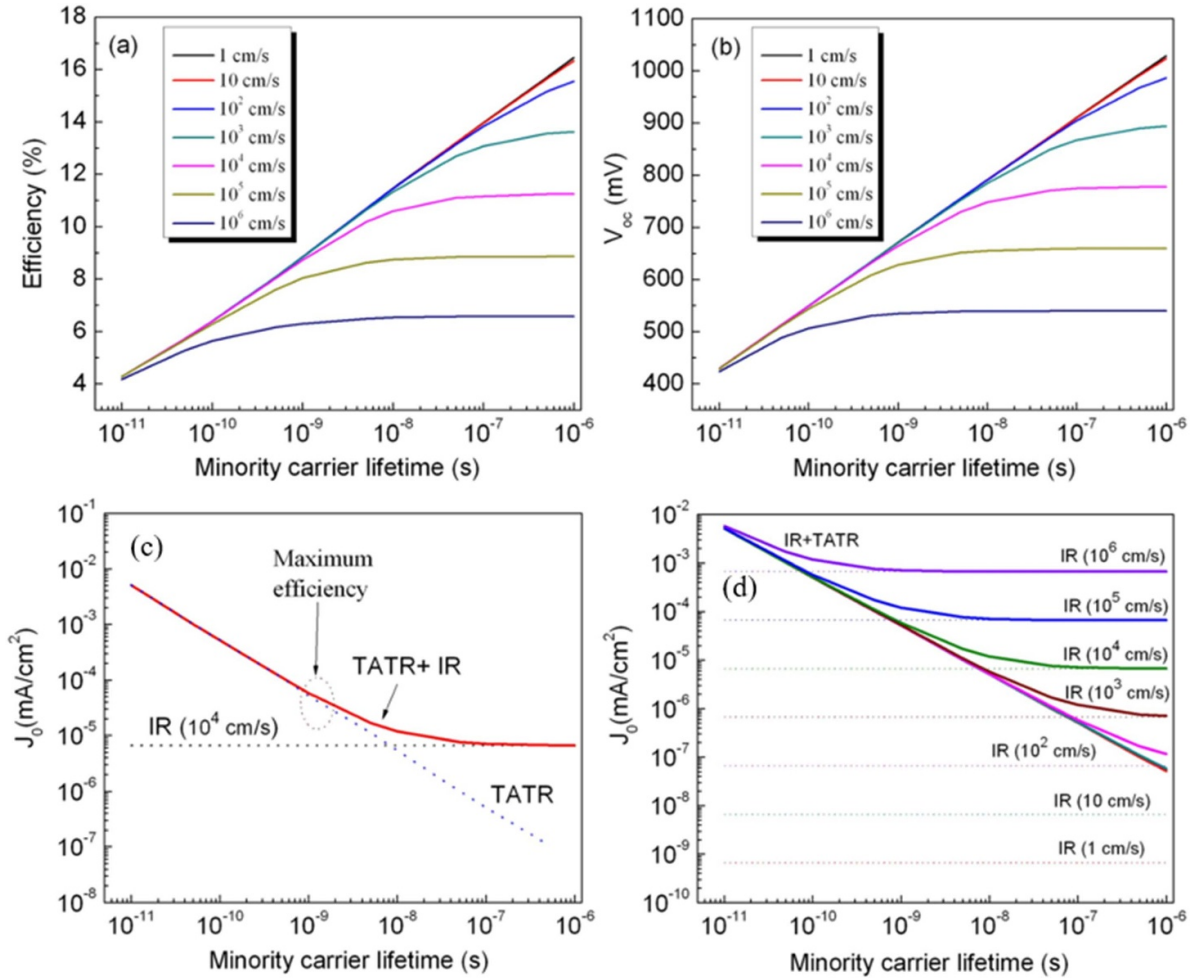 (a)
1 cm/s
10 cm/s
10² cm/s
10³ cm/s
10⁴ cm/s
10⁵ cm/s
10⁶ cm/s
18
16
14
12
10
8
6
4
Efficiency (%)
10⁻¹¹ 10⁻¹⁰ 10⁻⁹ 10⁻⁸ 10⁻⁷ 10⁻⁶
Minority carrier lifetime (s)
(b)
1 cm/s
10 cm/s
10² cm/s
10³ cm/s
10⁴ cm/s
10⁵ cm/s
10⁶ cm/s
1100
1000
900
800
700
600
500
400
Voc (mV)
10⁻¹¹ 10⁻¹⁰ 10⁻⁹ 10⁻⁸ 10⁻⁷ 10⁻⁶
Minority carrier lifetime (s)
(c)
Maximum
efficiency
TATR+ IR
IR (10⁴ cm/s)
TATR
10⁻¹
10⁻²
10⁻³
10⁻⁴
10⁻⁵
10⁻⁶
10⁻⁷
10⁻⁸
J₀(mA/cm²)
10⁻¹¹ 10⁻¹⁰ 10⁻⁹ 10⁻⁸ 10⁻⁷ 10⁻⁶
Minority carrier lifetime (s)
(d)
IR+TATR
IR (10⁶ cm/s)
IR (10⁵ cm/s)
IR (10⁴ cm/s)
IR (10³ cm/s)
IR (10² cm/s)
IR (10 cm/s)
IR (1 cm/s)
10⁻²
10⁻³
10⁻⁴
10⁻⁵
10⁻⁶
10⁻⁷
10⁻⁸
10⁻⁹
10⁻¹⁰
J₀(mA/cm²)
10⁻¹¹ 10⁻¹⁰ 10⁻⁹ 10⁻⁸ 10⁻⁷ 10⁻⁶
Minority carrier lifetime (s)